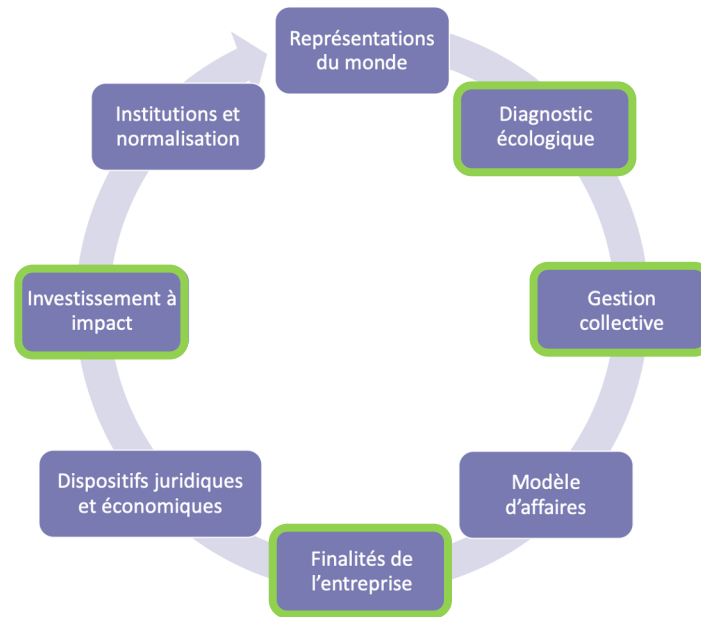 Représentations
du monde
Diagnostic
écologique
Gestion
collective
Modèle
d’affaires
Finalités de
l’entreprise
Dispositifs juridiques
et économiques
Investissement à
impact
Institutions et
normalisation